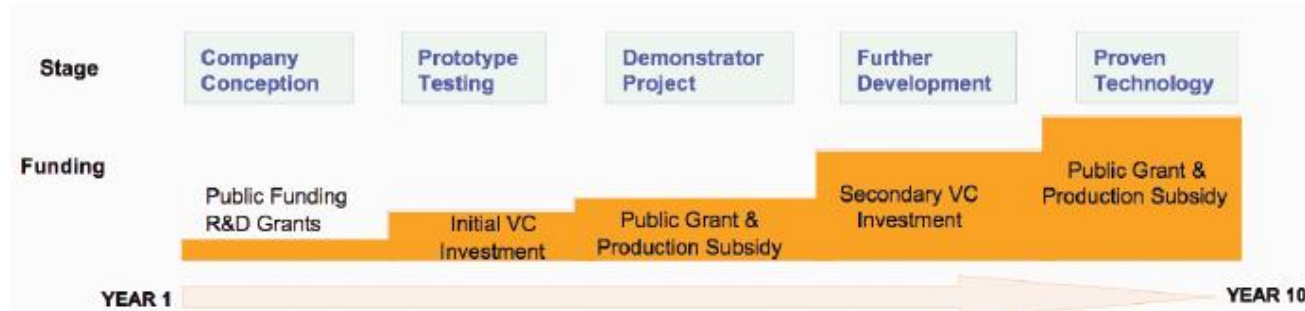 Stage
Company
Conception
Prototype
Testing
Demonstrator
Project
Further
Development
Proven
Technology
Funding
Public Funding
R&D Grants
Initial VC
Investment
Public Grant &
Production Subsidy
Secondary VC
Investment
Public Grant &
Production Subsidy
YEAR 1
YEAR 10